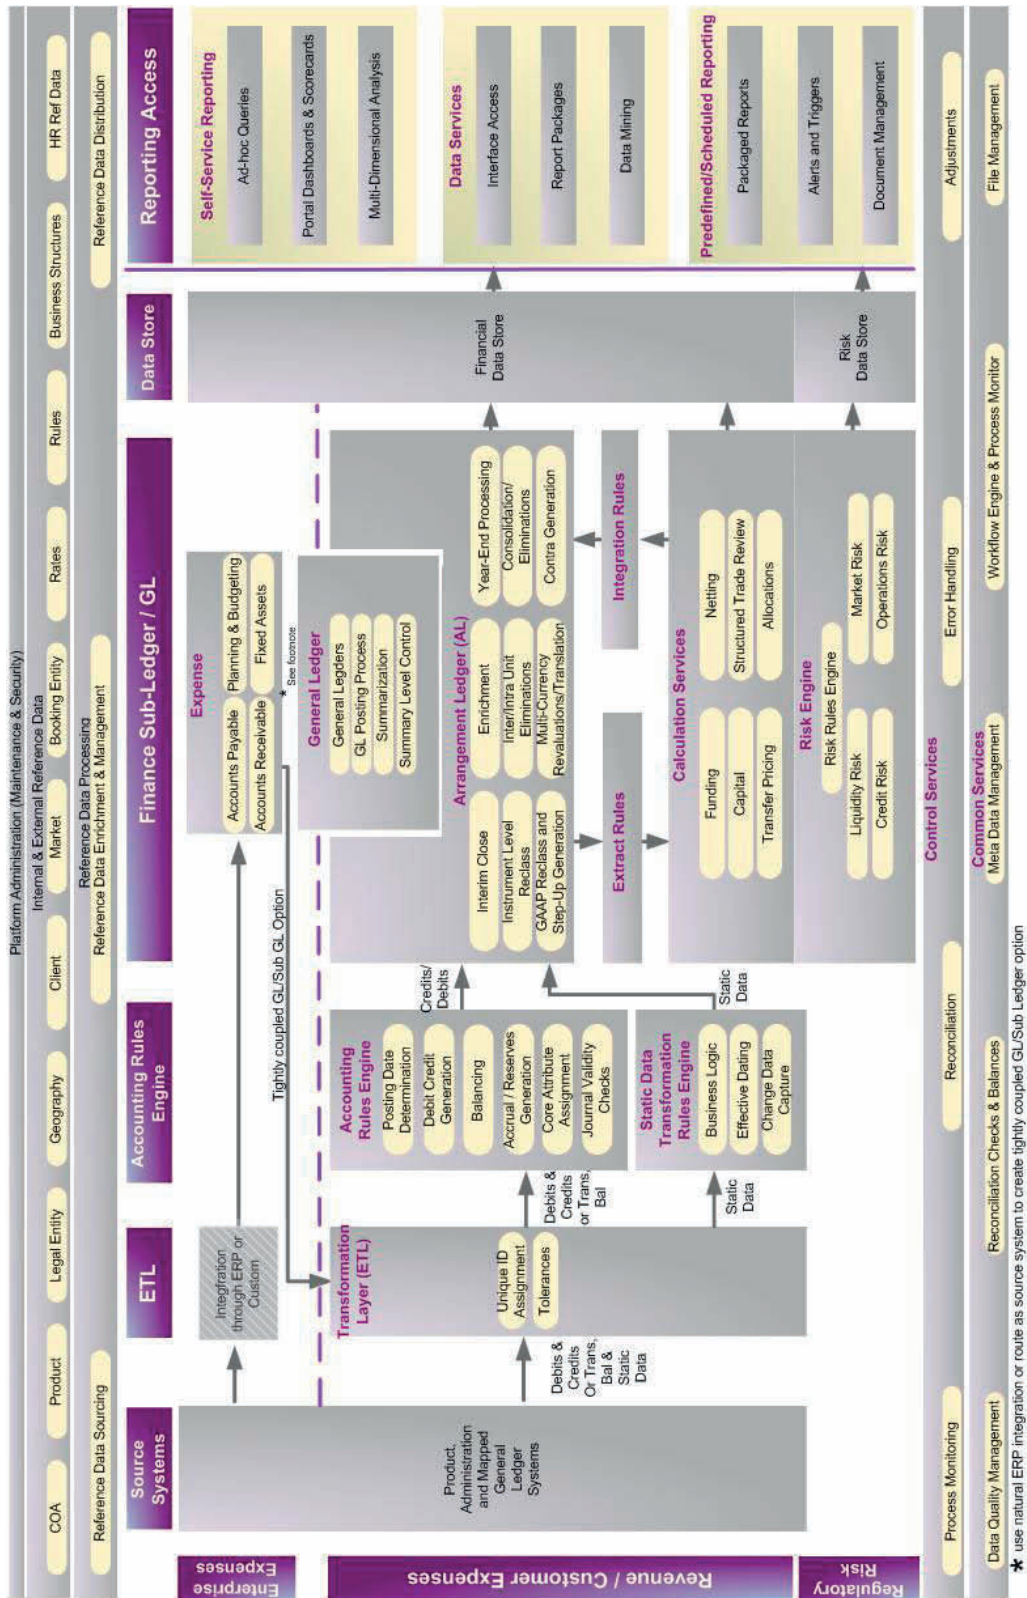 Platform Administration (Maintenance & Security)
Internal & External Reference Data
COA
Product
Legal Entity
Geography
Client
Market
Booking Entity
Rates
Rules
Business Structures
HR Ref Data
Reference Data Processing
Reference Data Sourcing
Reference Data Enrichment & Management
Reference Data Distribution
Source
Systems
ETL
Accounting Rules
Engine
Finance Sub-Ledger / GL
Data Store
Reporting Access
Enterprise
Expenses
Revenue / Customer Expenses
Regulatory
Risk
Product,
Administration
and Mapped
General
Ledger
Systems
Integfration
through ERP or
Custom
Tightly coupled GL/Sub GL Option
Expense
Accounts Payable
Planning & Budgeting
Accounts Receivable
Fixed Assets
*
See footnote
General Ledger
General Legders
GL Posting Process
Summarization
Summary Level Control
Debits &
Credits
Or Trans,
Bal &
Static
Data
Transformation
Layer (ETL)
Unique ID
Assignment
Tolerances
Debits &
Credits
or Trans,
Bal
Static
Data
Accounting
Rules Engine
Posting Date
Determination
Debit Credit
Generation
Balancing
Accrual / Reserves
Generation
Core Attribute
Assignment
Journal Validity
Checks
Static Data
Transformation
Rules Engine
Business Logic
Effective Dating
Change Data
Capture
Credits/
Debits
Static
Data
Arrangement Ledger (AL)
Interim Close
Enrichment
Year-End Processing
Instrument Level
Reclass
Inter/Intra Unit
Eliminations
Consolidation/
Eliminations
GAAP Reclass and
Step-Up Generation
Multi-Currency
Revaluations/Translation
Contra Generation
Extract Rules
Integration Rules
Calculation Services
Funding
Netting
Capital
Structured Trade Review
Transfer Pricing
Allocations
Risk Engine
Risk Rules Engine
Liquidity Risk
Market Risk
Credit Risk
Operations Risk
Financial
Data Store
Risk
Data Store
Self-Service Reporting
Ad-hoc Queries
Portal Dashboards & Scorecards
Multi-Dimensional Analysis
Data Services
Interface Access
Report Packages
Data Mining
Predefined/Scheduled Reporting
Packaged Reports
Alerts and Triggers
Document Management
Control Services
Process Monitoring
Reconciliation
Error Handling
Adjustments
Common Services
Data Quality Management
Reconciliation Checks & Balances
Meta Data Management
Workflow Engine & Process Monitor
File Management
* use natural ERP integration or route as source system to create tightly coupled GL/Sub Ledger option